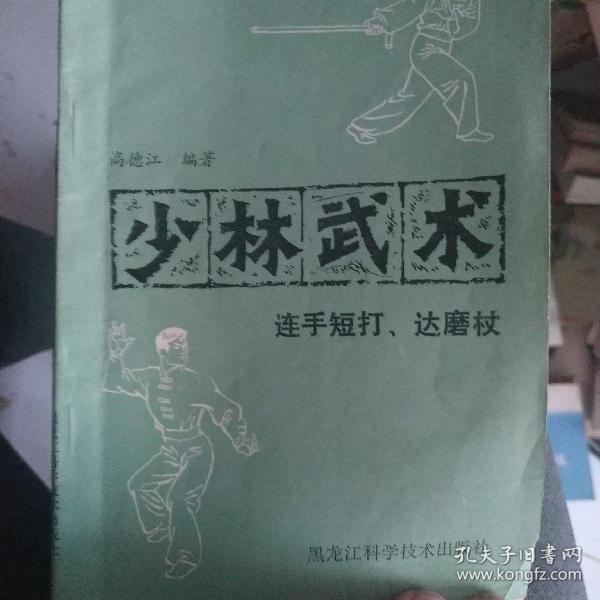 高德江 编著
少林武术
连手短打、达磨杖
黑龙江科学技术出版社
孔夫子旧书网
www.kongfz.com